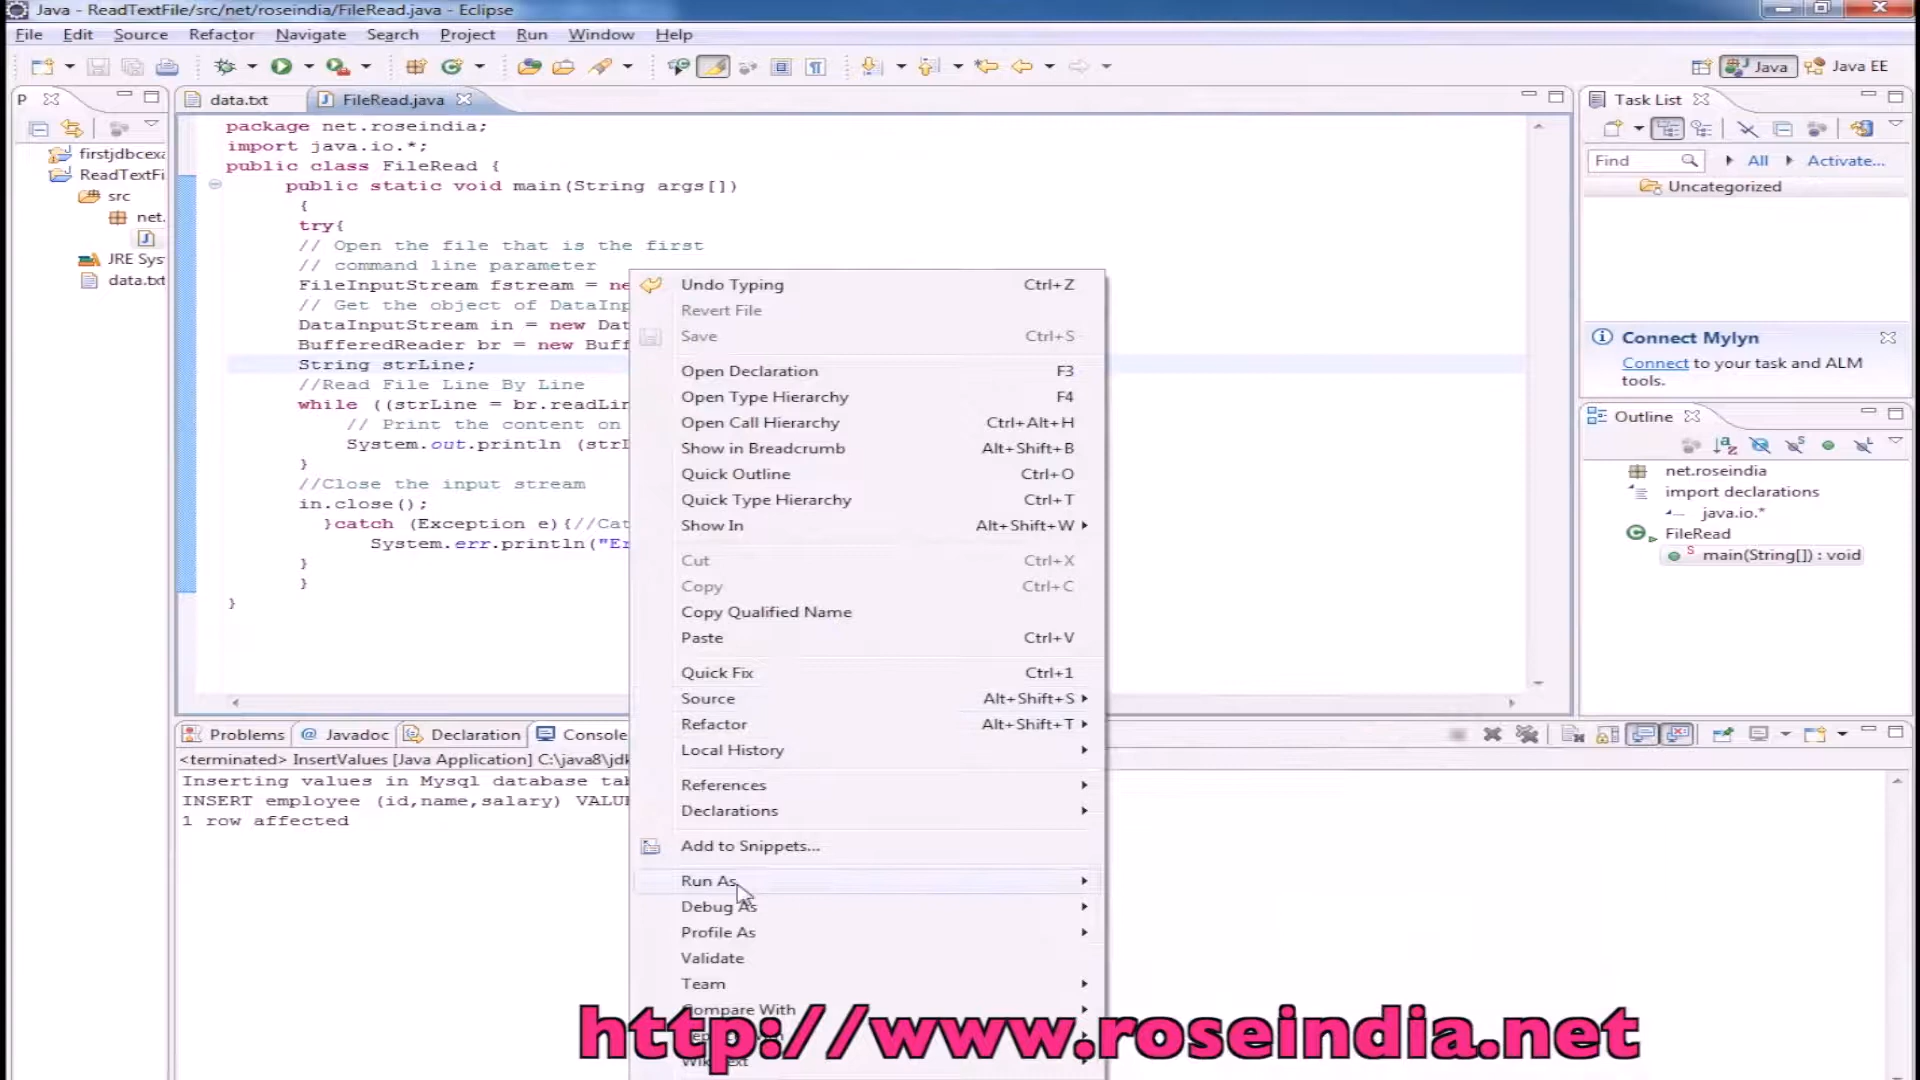 Java - ReadTextFile/src/net/roseindia/FileRead.java - Eclipse
File Edit Source Refactor Navigate Search Project Run Window Help
Java
Java EE
P
data.txt
FileRead.java
firstjdbcexa
ReadTextFi
src
net.
JRE Sys
data.txt
package net.roseindia;
import java.io.*;
public class FileRead {
public static void main(String args[])
{
try{
// Open the file that is the first
// command line parameter
FileInputStream fstream = ne
// Get the object of DataInp
DataInputStream in = new Dat
BufferedReader br = new Buff
String strLine;
//Read File Line By Line
while ((strLine = br.readLin
// Print the content on
System.out.println (strL
}
//Close the input stream
in.close();
}catch (Exception e){//Cat
System.err.println("Er
}
}
}
Undo Typing Ctrl+Z
Revert File
Save Ctrl+S
Open Declaration F3
Open Type Hierarchy F4
Open Call Hierarchy Ctrl+Alt+H
Show in Breadcrumb Alt+Shift+B
Quick Outline Ctrl+O
Quick Type Hierarchy Ctrl+T
Show In Alt+Shift+W
Cut Ctrl+X
Copy Ctrl+C
Copy Qualified Name
Paste Ctrl+V
Quick Fix Ctrl+1
Source Alt+Shift+S
Refactor Alt+Shift+T
Local History
References
Declarations
Add to Snippets...
Run As
Debug As
Profile As
Validate
Team
Compare With
Task List
Find
All
Activate...
Uncategorized
Connect Mylyn
Connect to your task and ALM
tools.
Outline
net.roseindia
import declarations
java.io.*
FileRead
main(String[]) : void
Problems
@ Javadoc
Declaration
Console
<terminated> InsertValues [Java Application] C:\java8\jdk
Inserting values in Mysql database tab
INSERT employee (id,name,salary) VALU
1 row affected
http://www.roseindia.net